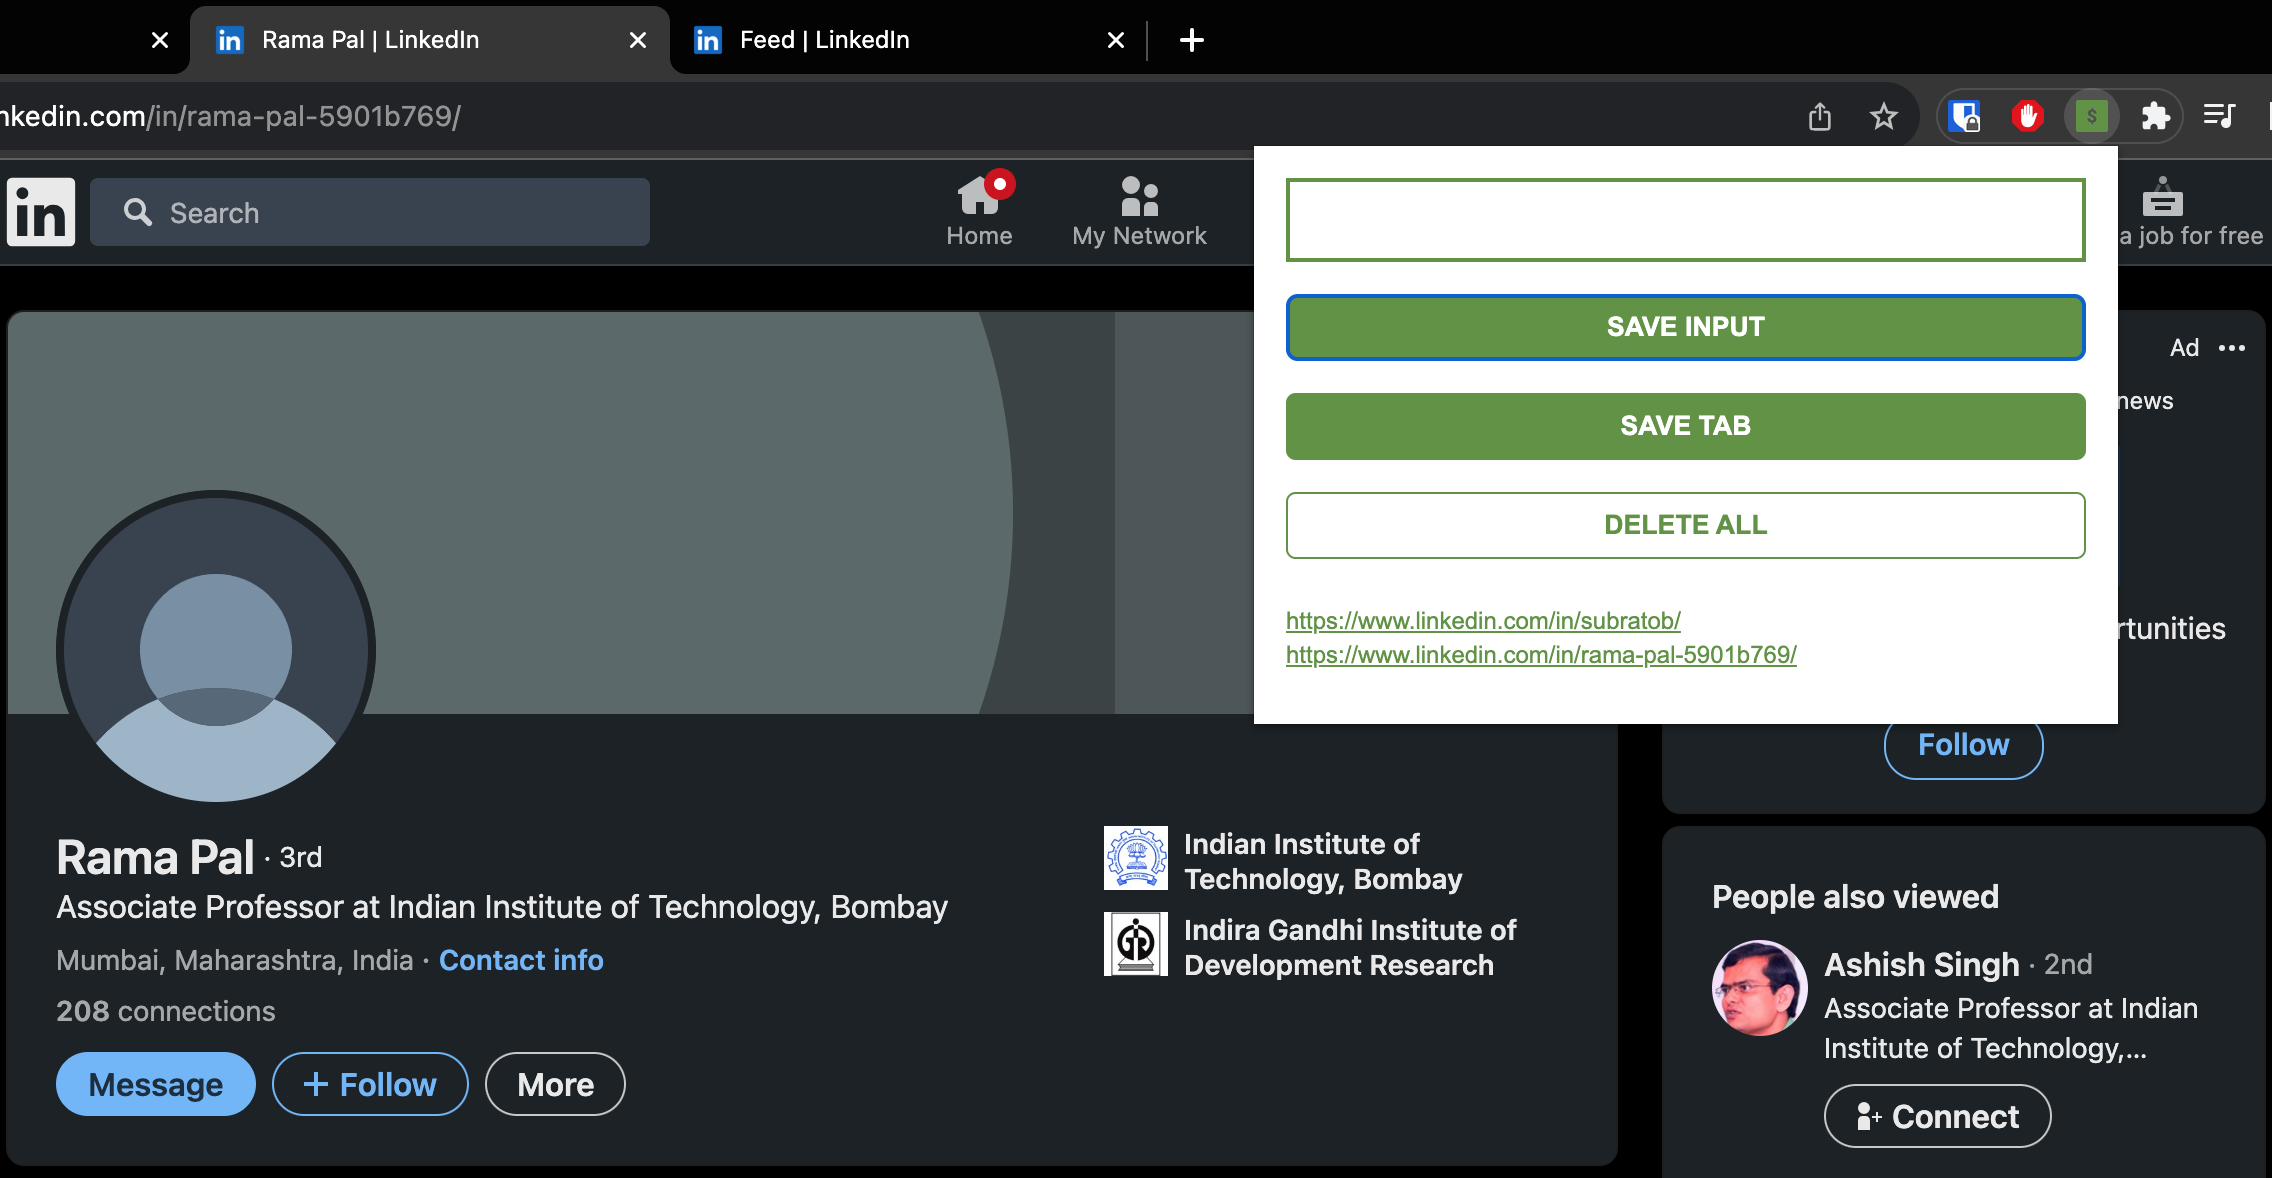 Rama Pal | LinkedIn
Feed | LinkedIn
nkedin.com/in/rama-pal-5901b769/
$
in
Search
Home
My Network
a job for free
SAVE INPUT
SAVE TAB
DELETE ALL
https://www.linkedin.com/in/subratob/
https://www.linkedin.com/in/rama-pal-5901b769/
Ad
news
rtunities
Follow
Rama Pal · 3rd
Associate Professor at Indian Institute of Technology, Bombay
Mumbai, Maharashtra, India · Contact info
208 connections
Message
+ Follow
More
Indian Institute of
Technology, Bombay
Indira Gandhi Institute of
Development Research
People also viewed
Ashish Singh · 2nd
Associate Professor at Indian
Institute of Technology,...
Connect